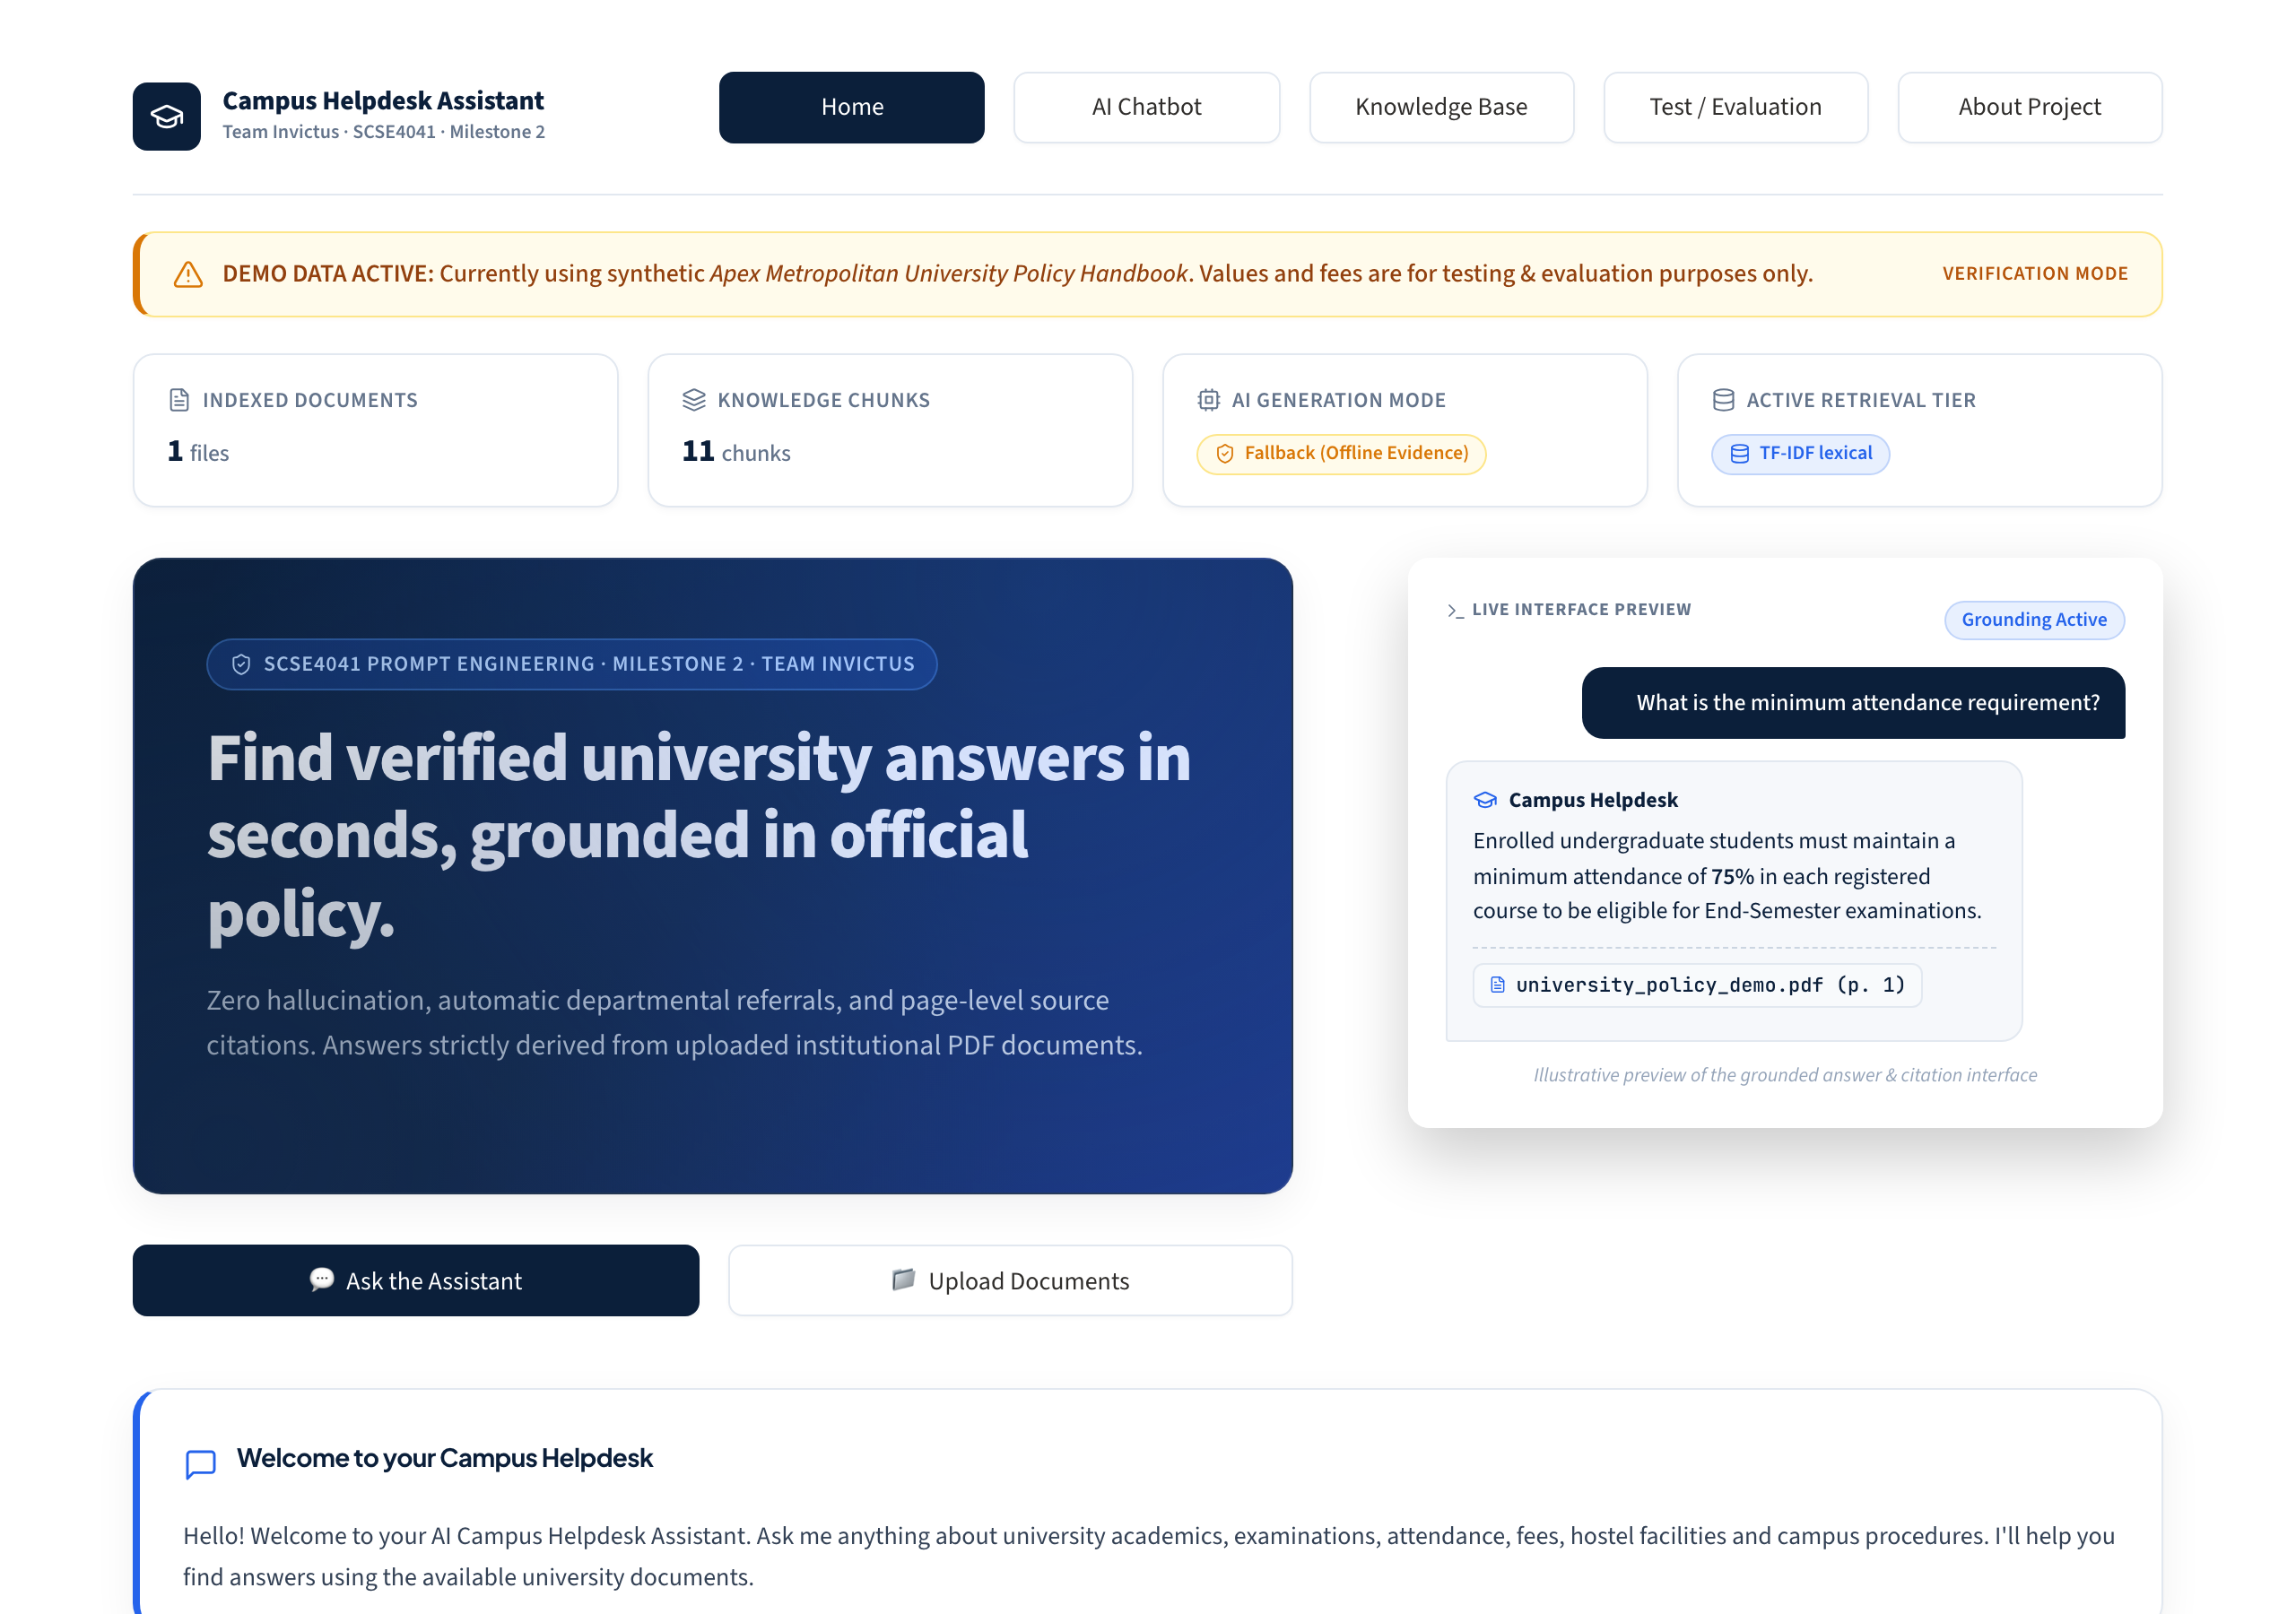 Campus Helpdesk Assistant
Team Invictus · SCSE4041 · Milestone 2
Home
AI Chatbot
Knowledge Base
Test / Evaluation
About Project
DEMO DATA ACTIVE: Currently using synthetic Apex Metropolitan University Policy Handbook. Values and fees are for testing & evaluation purposes only.
VERIFICATION MODE
INDEXED DOCUMENTS
1 files
KNOWLEDGE CHUNKS
11 chunks
AI GENERATION MODE
Fallback (Offline Evidence)
ACTIVE RETRIEVAL TIER
TF-IDF lexical
SCSE4041 PROMPT ENGINEERING · MILESTONE 2 · TEAM INVICTUS
Find verified university answers in
seconds, grounded in official
policy.
Zero hallucination, automatic departmental referrals, and page-level source
citations. Answers strictly derived from uploaded institutional PDF documents.
LIVE INTERFACE PREVIEW
Grounding Active
What is the minimum attendance requirement?
Campus Helpdesk
Enrolled undergraduate students must maintain a
minimum attendance of 75% in each registered
course to be eligible for End-Semester examinations.
university_policy_demo.pdf (p. 1)
Illustrative preview of the grounded answer & citation interface
Ask the Assistant
Upload Documents
Welcome to your Campus Helpdesk
Hello! Welcome to your AI Campus Helpdesk Assistant. Ask me anything about university academics, examinations, attendance, fees, hostel facilities and campus procedures. I'll help you
find answers using the available university documents.